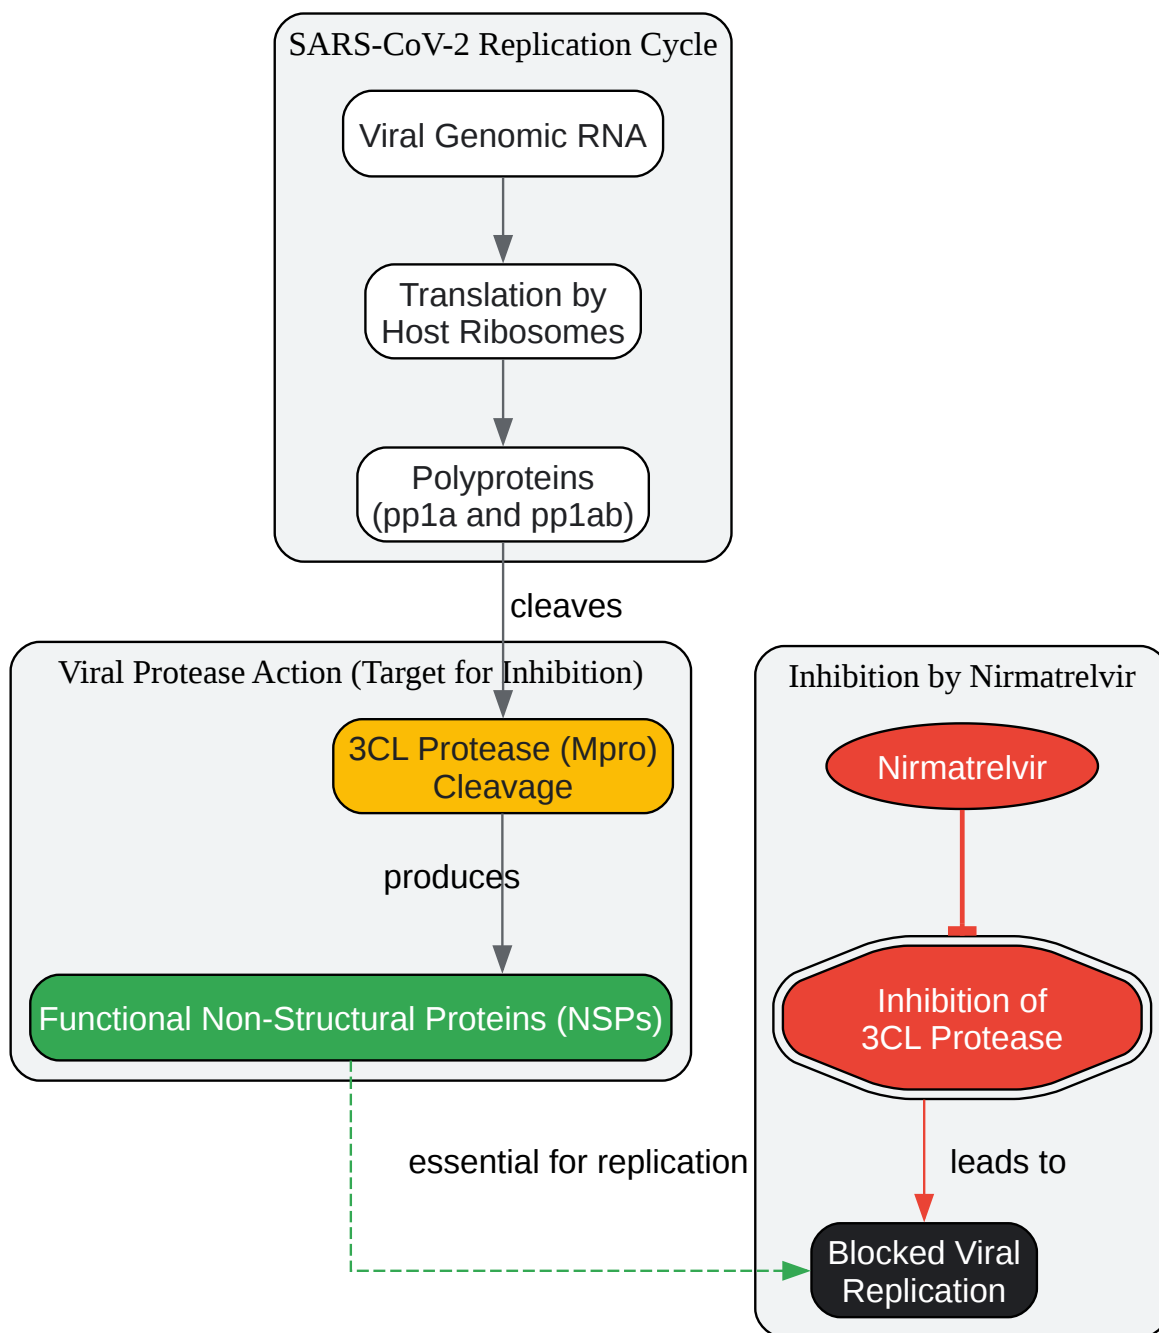 SARS-CoV-2 Replication Cycle
Viral Genomic RNA
Translation by
Host Ribosomes
Polyproteins
(pp1a and pp1ab)
cleaves
Viral Protease Action (Target for Inhibition)
3CL Protease (Mpro)
Cleavage
produces
Functional Non-Structural Proteins (NSPs)
essential for replication
Inhibition by Nirmatrelvir
Nirmatrelvir
Inhibition of
3CL Protease
leads to
Blocked Viral
Replication